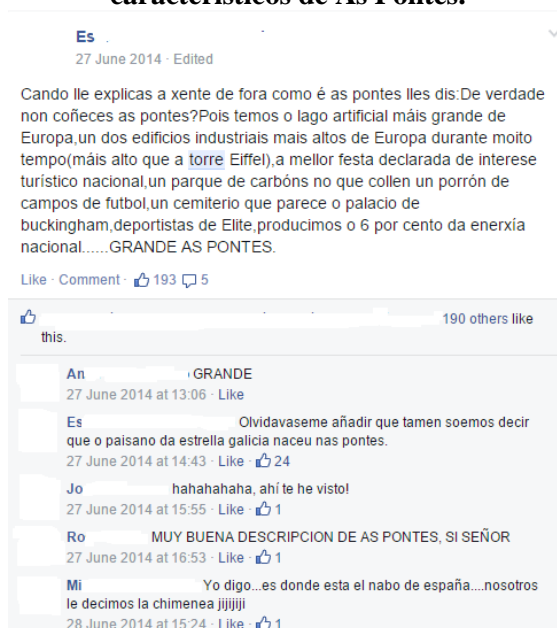 característicos de As Pontes.
Es
27 June 2014 · Edited
Cando lle explicas a xente de fora como é as pontes lles dis:De verdade
non coñeces as pontes?Pois temos o lago artificial máis grande de
Europa,un dos edificios industriais mais altos de Europa durante moito
tempo(máis alto que a torre Eiffel),a mellor festa declarada de interese
turístico nacional,un parque de carbóns no que collen un porrón de
campos de futbol,un cemiterio que parece o palacio de
buckingham,deportistas de Elite,producimos o 6 por cento da enerxía
nacional......GRANDE AS PONTES.
Like · Comment · 193 5
190 others like
this.
An GRANDE
27 June 2014 at 13:06 · Like
Es Olvidavaseme añadir que tamen soemos decir
que o paisano da estrella galicia naceu nas pontes.
27 June 2014 at 14:43 · Like · 24
Jo hahahahaha, ahí te he visto!
27 June 2014 at 15:55 · Like · 1
Ro MUY BUENA DESCRIPCION DE AS PONTES, SI SEÑOR
27 June 2014 at 16:53 · Like · 1
Mi Yo digo...es donde esta el nabo de españa....nosotros
le decimos la chimenea jijijiji
28 June 2014 at 15:24 · Like · 1